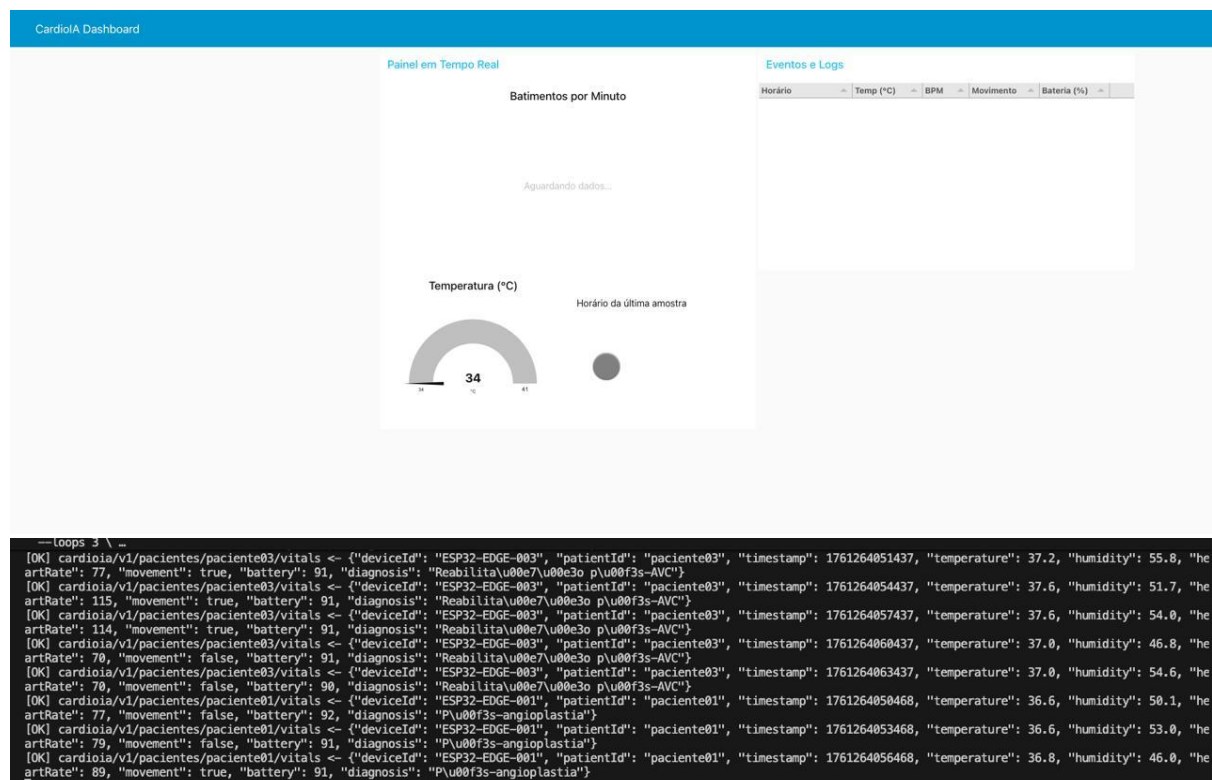 CardioIA Dashboard
Painel em Tempo Real
Batimentos por Minuto
Aguardando dados...
Temperatura (ºC)
Horário da última amostra
34
ºC
34
41
Eventos e Logs
Horário Temp (ºC) BPM Movimento Bateria (%)
--loops 3 \ …
[OK] cardioia/v1/pacientes/paciente03/vitals <- {"deviceId": "ESP32-EDGE-003", "patientId": "paciente03", "timestamp": 1761264051437, "temperature": 37.2, "humidity": 55.8, "he
artRate": 77, "movement": true, "battery": 91, "diagnosis": "Reabilita\u00e7\u00e3o p\u00f3s-AVC"}
[OK] cardioia/v1/pacientes/paciente03/vitals <- {"deviceId": "ESP32-EDGE-003", "patientId": "paciente03", "timestamp": 1761264054437, "temperature": 37.6, "humidity": 51.7, "he
artRate": 115, "movement": true, "battery": 91, "diagnosis": "Reabilita\u00e7\u00e3o p\u00f3s-AVC"}
[OK] cardioia/v1/pacientes/paciente03/vitals <- {"deviceId": "ESP32-EDGE-003", "patientId": "paciente03", "timestamp": 1761264057437, "temperature": 37.6, "humidity": 54.0, "he
artRate": 114, "movement": true, "battery": 91, "diagnosis": "Reabilita\u00e7\u00e3o p\u00f3s-AVC"}
[OK] cardioia/v1/pacientes/paciente03/vitals <- {"deviceId": "ESP32-EDGE-003", "patientId": "paciente03", "timestamp": 1761264060437, "temperature": 37.0, "humidity": 46.8, "he
artRate": 70, "movement": false, "battery": 91, "diagnosis": "Reabilita\u00e7\u00e3o p\u00f3s-AVC"}
[OK] cardioia/v1/pacientes/paciente03/vitals <- {"deviceId": "ESP32-EDGE-003", "patientId": "paciente03", "timestamp": 1761264063437, "temperature": 37.0, "humidity": 54.6, "he
artRate": 70, "movement": false, "battery": 90, "diagnosis": "Reabilita\u00e7\u00e3o p\u00f3s-AVC"}
[OK] cardioia/v1/pacientes/paciente01/vitals <- {"deviceId": "ESP32-EDGE-001", "patientId": "paciente01", "timestamp": 1761264050468, "temperature": 36.6, "humidity": 50.1, "he
artRate": 77, "movement": false, "battery": 92, "diagnosis": "P\u00f3s-angioplastia"}
[OK] cardioia/v1/pacientes/paciente01/vitals <- {"deviceId": "ESP32-EDGE-001", "patientId": "paciente01", "timestamp": 1761264053468, "temperature": 36.6, "humidity": 53.0, "he
artRate": 79, "movement": false, "battery": 91, "diagnosis": "P\u00f3s-angioplastia"}
[OK] cardioia/v1/pacientes/paciente01/vitals <- {"deviceId": "ESP32-EDGE-001", "patientId": "paciente01", "timestamp": 1761264056468, "temperature": 36.8, "humidity": 46.0, "he
artRate": 89, "movement": true, "battery": 91, "diagnosis": "P\u00f3s-angioplastia"}